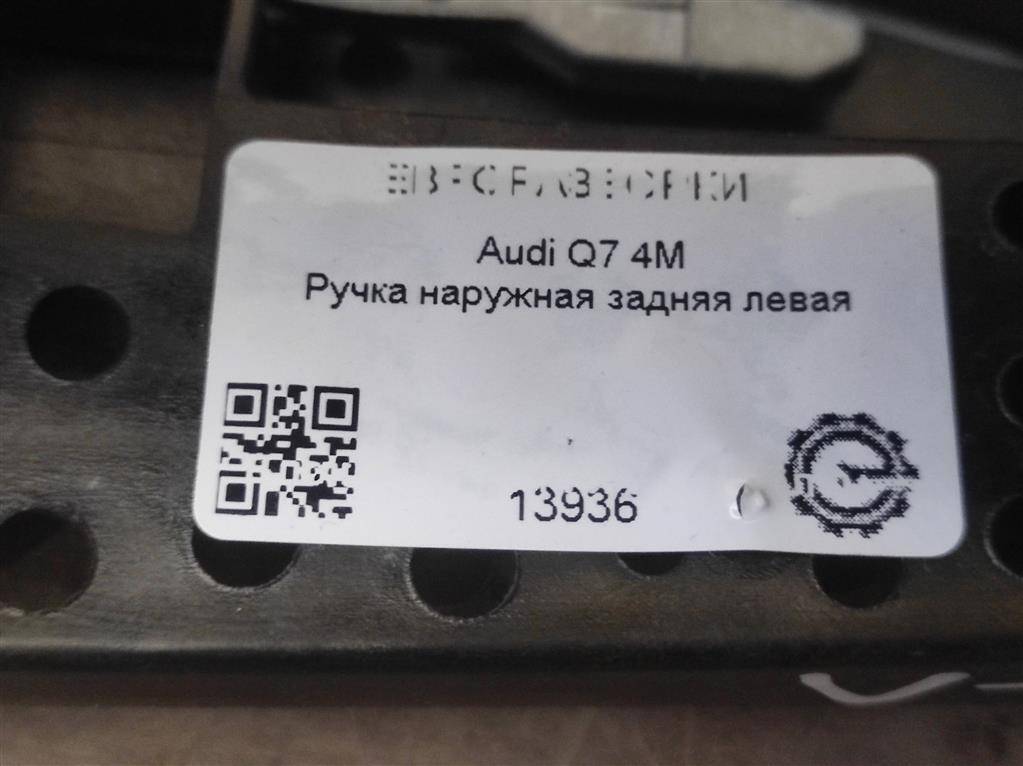 Audi Q7 4M
Ручка наружная задняя левая
13936